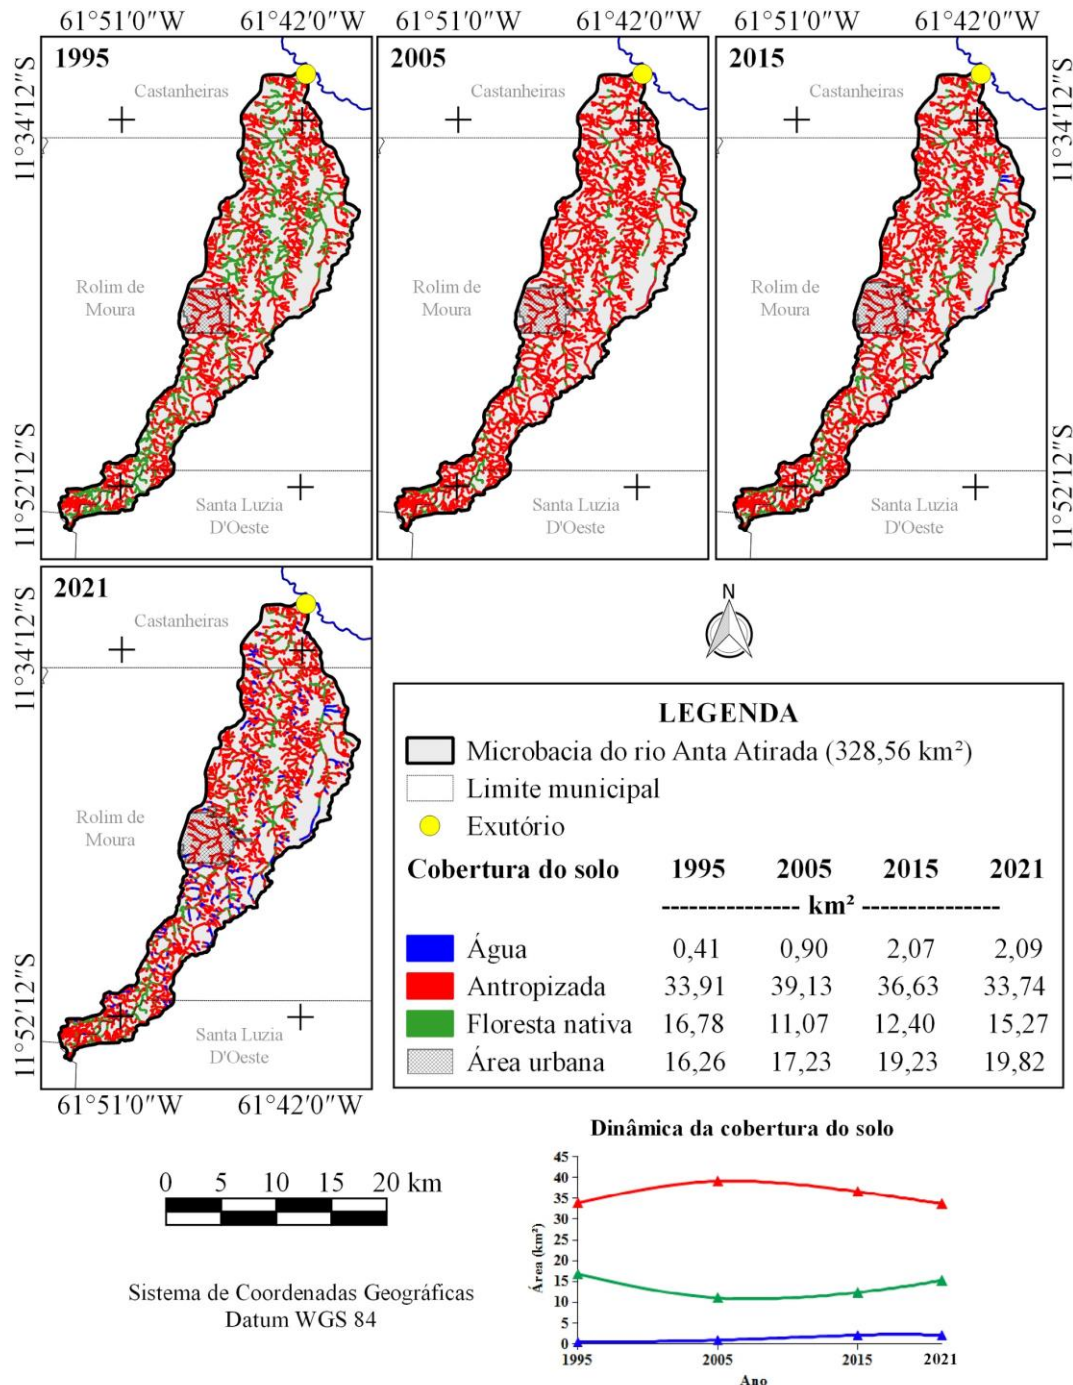 61°51'0"W 61°42'0"W 61°51'0"W 61°42'0"W 61°51'0"W 61°42'0"W
1995
Castanheiras
Rolim de
Moura
Santa Luzia
D'Oeste
11°34'12"S
11°52'12"S
2005
Castanheiras
Rolim de
Moura
Santa Luzia
D'Oeste
2015
Castanheiras
Rolim de
Moura
Santa Luzia
D'Oeste
11°34'12"S
11°52'12"S
2021
Castanheiras
Rolim de
Moura
Santa Luzia
D'Oeste
11°34'12"S
11°52'12"S
61°51'0"W 61°42'0"W
N
LEGENDA
Microbacia do rio Anta Atirada (328,56 km²)
Limite municipal
Exutório
Cobertura do solo 1995 2005 2015 2021
--------------- km² ---------------
Água 0,41 0,90 2,07 2,09
Antropizada 33,91 39,13 36,63 33,74
Floresta nativa 16,78 11,07 12,40 15,27
Área urbana 16,26 17,23 19,23 19,82
0 5 10 15 20 km
Sistema de Coordenadas Geográficas
Datum WGS 84
Dinâmica da cobertura do solo
Área (km²)
45
40
35
30
25
20
15
10
5
0
1995 2005 2015 2021
Ano